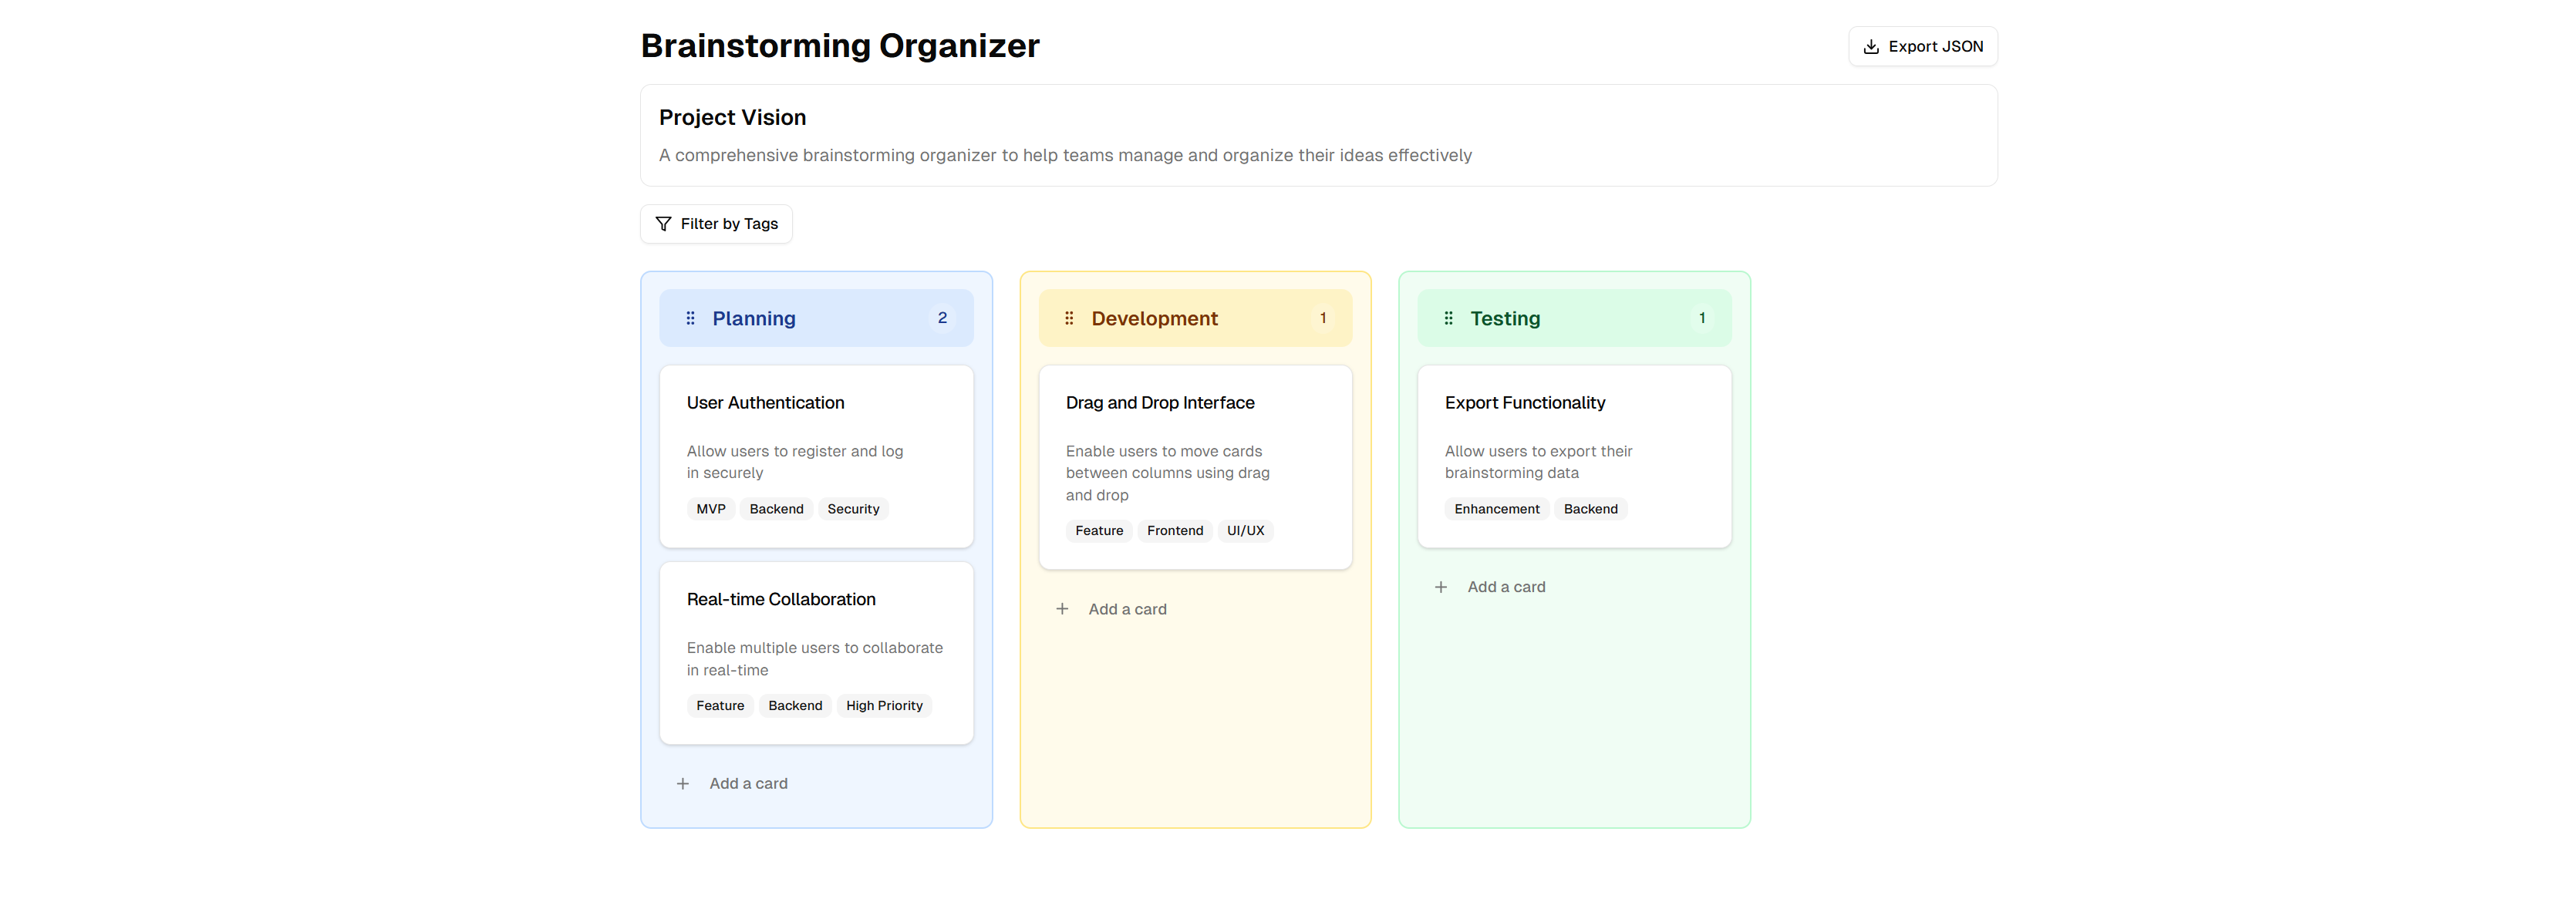 Brainstorming Organizer
Export JSON
Project Vision
A comprehensive brainstorming organizer to help teams manage and organize their ideas effectively
Filter by Tags
Planning
2
User Authentication
Allow users to register and log
in securely
MVP Backend Security
Real-time Collaboration
Enable multiple users to collaborate
in real-time
Feature Backend High Priority
Add a card
Development
1
Drag and Drop Interface
Enable users to move cards
between columns using drag
and drop
Feature Frontend UI/UX
Add a card
Testing
1
Export Functionality
Allow users to export their
brainstorming data
Enhancement Backend
Add a card